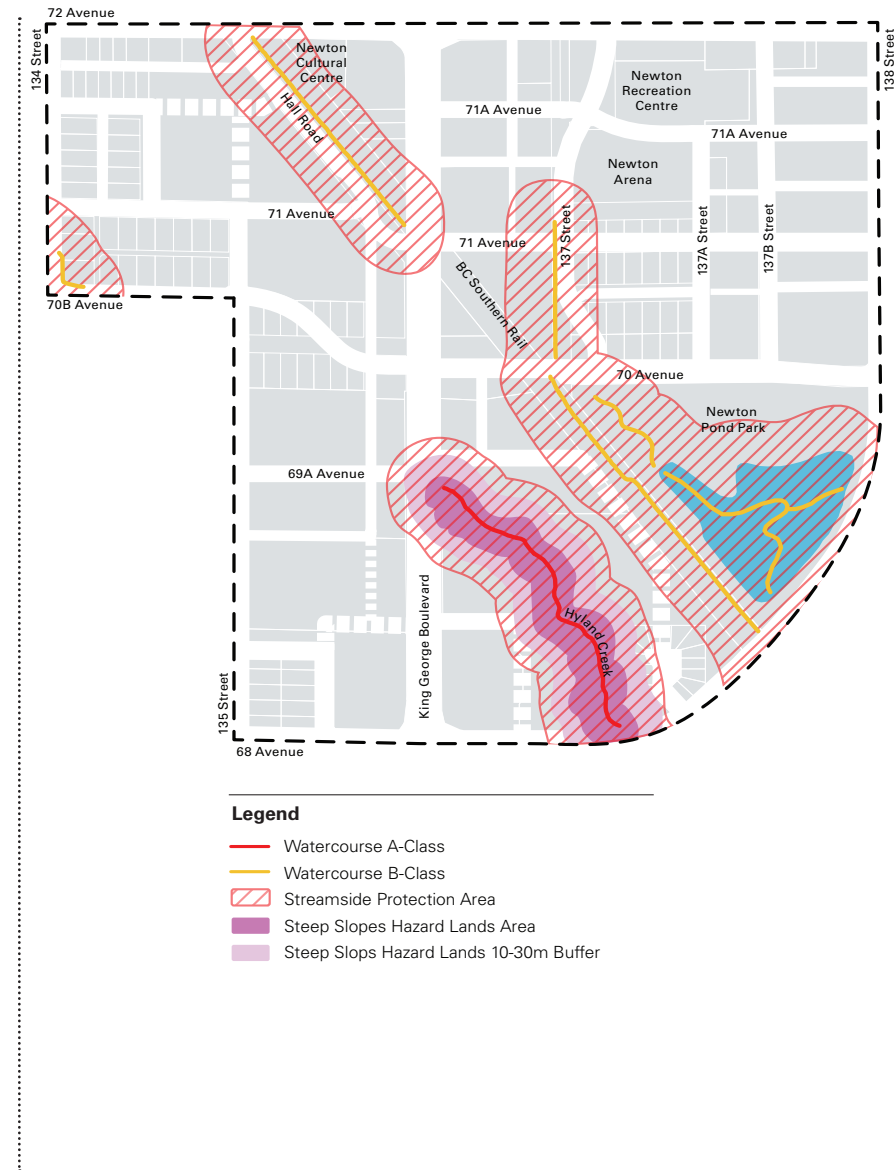 72 Avenue
134 Street
138 Street
Newton
Cultural
Centre
Hall Road
Newton
Recreation
Centre
71A Avenue
71A Avenue
Newton
Arena
71 Avenue
71 Avenue
137 Street
137A Street
137B Street
BC Southern Rail
70B Avenue
70 Avenue
Newton
Pond Park
69A Avenue
King George Boulevard
Hyland Creek
135 Street
68 Avenue
Legend
Watercourse A-Class
Watercourse B-Class
Streamside Protection Area
Steep Slopes Hazard Lands Area
Steep Slops Hazard Lands 10-30m Buffer